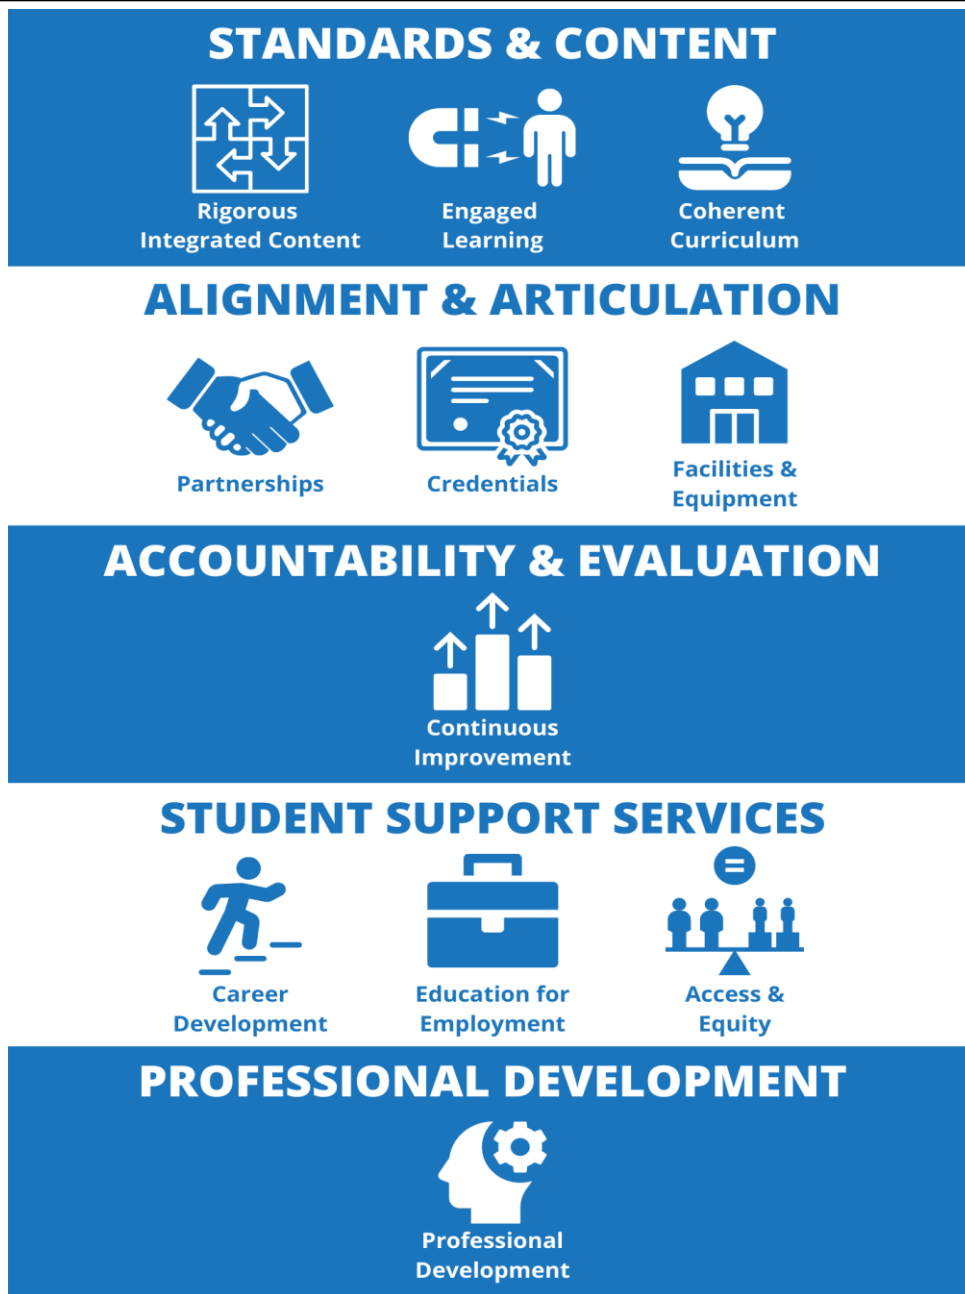 STANDARDS & CONTENT
Rigorous
Integrated Content
Engaged
Learning
Coherent
Curriculum
ALIGNMENT & ARTICULATION
Partnerships
Credentials
Facilities &
Equipment
ACCOUNTABILITY & EVALUATION
Continuous
Improvement
STUDENT SUPPORT SERVICES
Career
Development
Education for
Employment
Access &
Equity
PROFESSIONAL DEVELOPMENT
Professional
Development